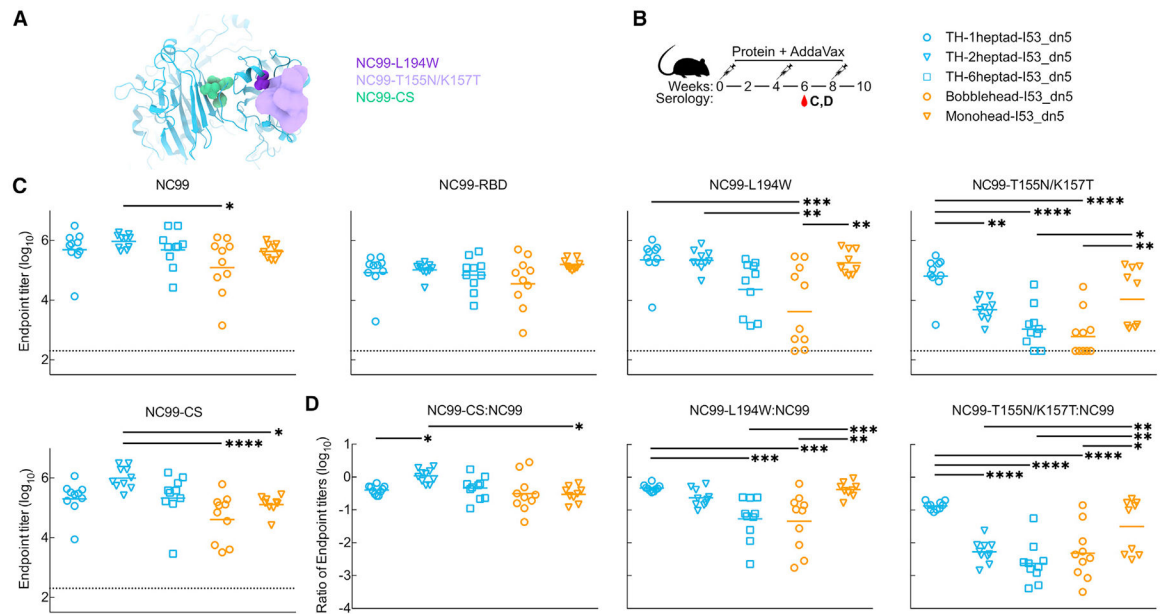 A
NC99-L194W
NC99-T155N/K157T
NC99-CS
B
Protein + AddaVax
Weeks: 0 2 4 6 8 10
Serology: C,D
TH-1heptad-I53_dn5
TH-2heptad-I53_dn5
TH-6heptad-I53_dn5
Bobblehead-I53_dn5
Monohead-I53_dn5
C
NC99
NC99-RBD
NC99-L194W
NC99-T155N/K157T
Endpoint titer (log10)
6
4
2
*
***
**
**
****
****
**
*
**
NC99-CS
Endpoint titer (log10)
6
4
2
*
****
D
NC99-CS:NC99
NC99-L194W:NC99
NC99-T155N/K157T:NC99
Ratio of Endpoint titers (log10)
1
0
-1
-2
-3
-4
*
*
***
**
***
***
**
**
*
****
****
****